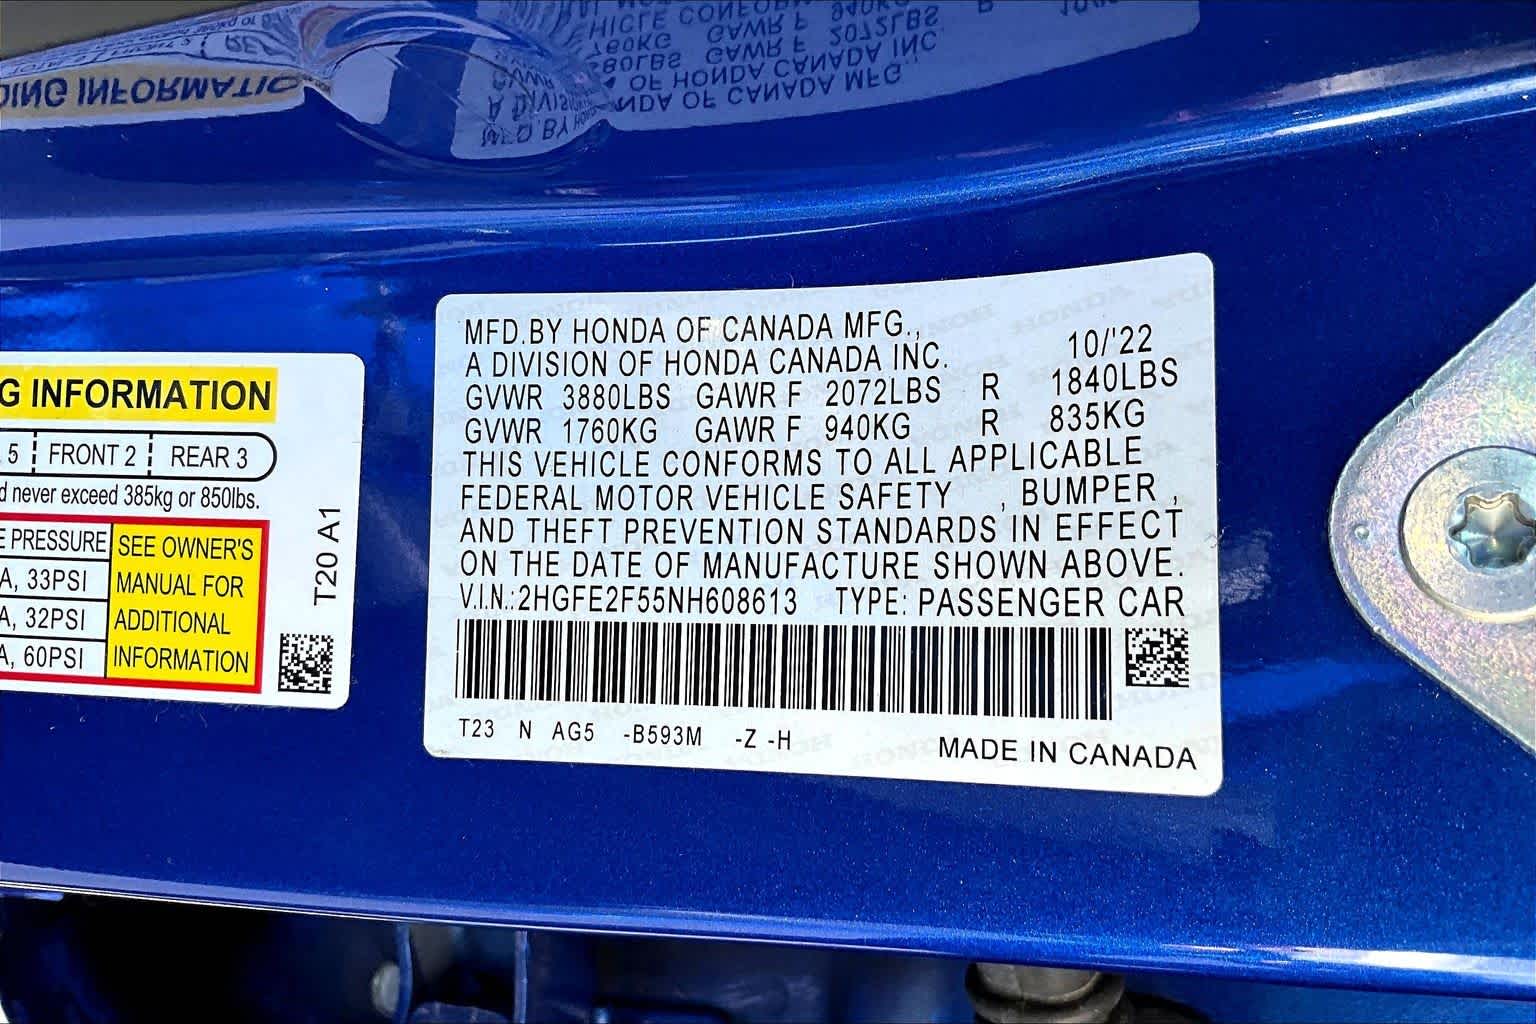 G INFORMATION
5 FRONT 2 REAR 3
d never exceed 385kg or 850lbs.
E PRESSURE
A, 33PSI
A, 32PSI
A, 60PSI
SEE OWNER'S
MANUAL FOR
ADDITIONAL
INFORMATION
T20 A1
MFD.BY HONDA OF CANADA MFG.,
A DIVISION OF HONDA CANADA INC. 10/'22
GVWR 3880LBS GAWR F 2072LBS R 1840LBS
GVWR 1760KG GAWR F 940KG R 835KG
THIS VEHICLE CONFORMS TO ALL APPLICABLE
FEDERAL MOTOR VEHICLE SAFETY , BUMPER ,
AND THEFT PREVENTION STANDARDS IN EFFECT
ON THE DATE OF MANUFACTURE SHOWN ABOVE.
V.I.N.:2HGFE2F55NH608613 TYPE: PASSENGER CAR
T23 N AG5 -B593M -Z -H
MADE IN CANADA